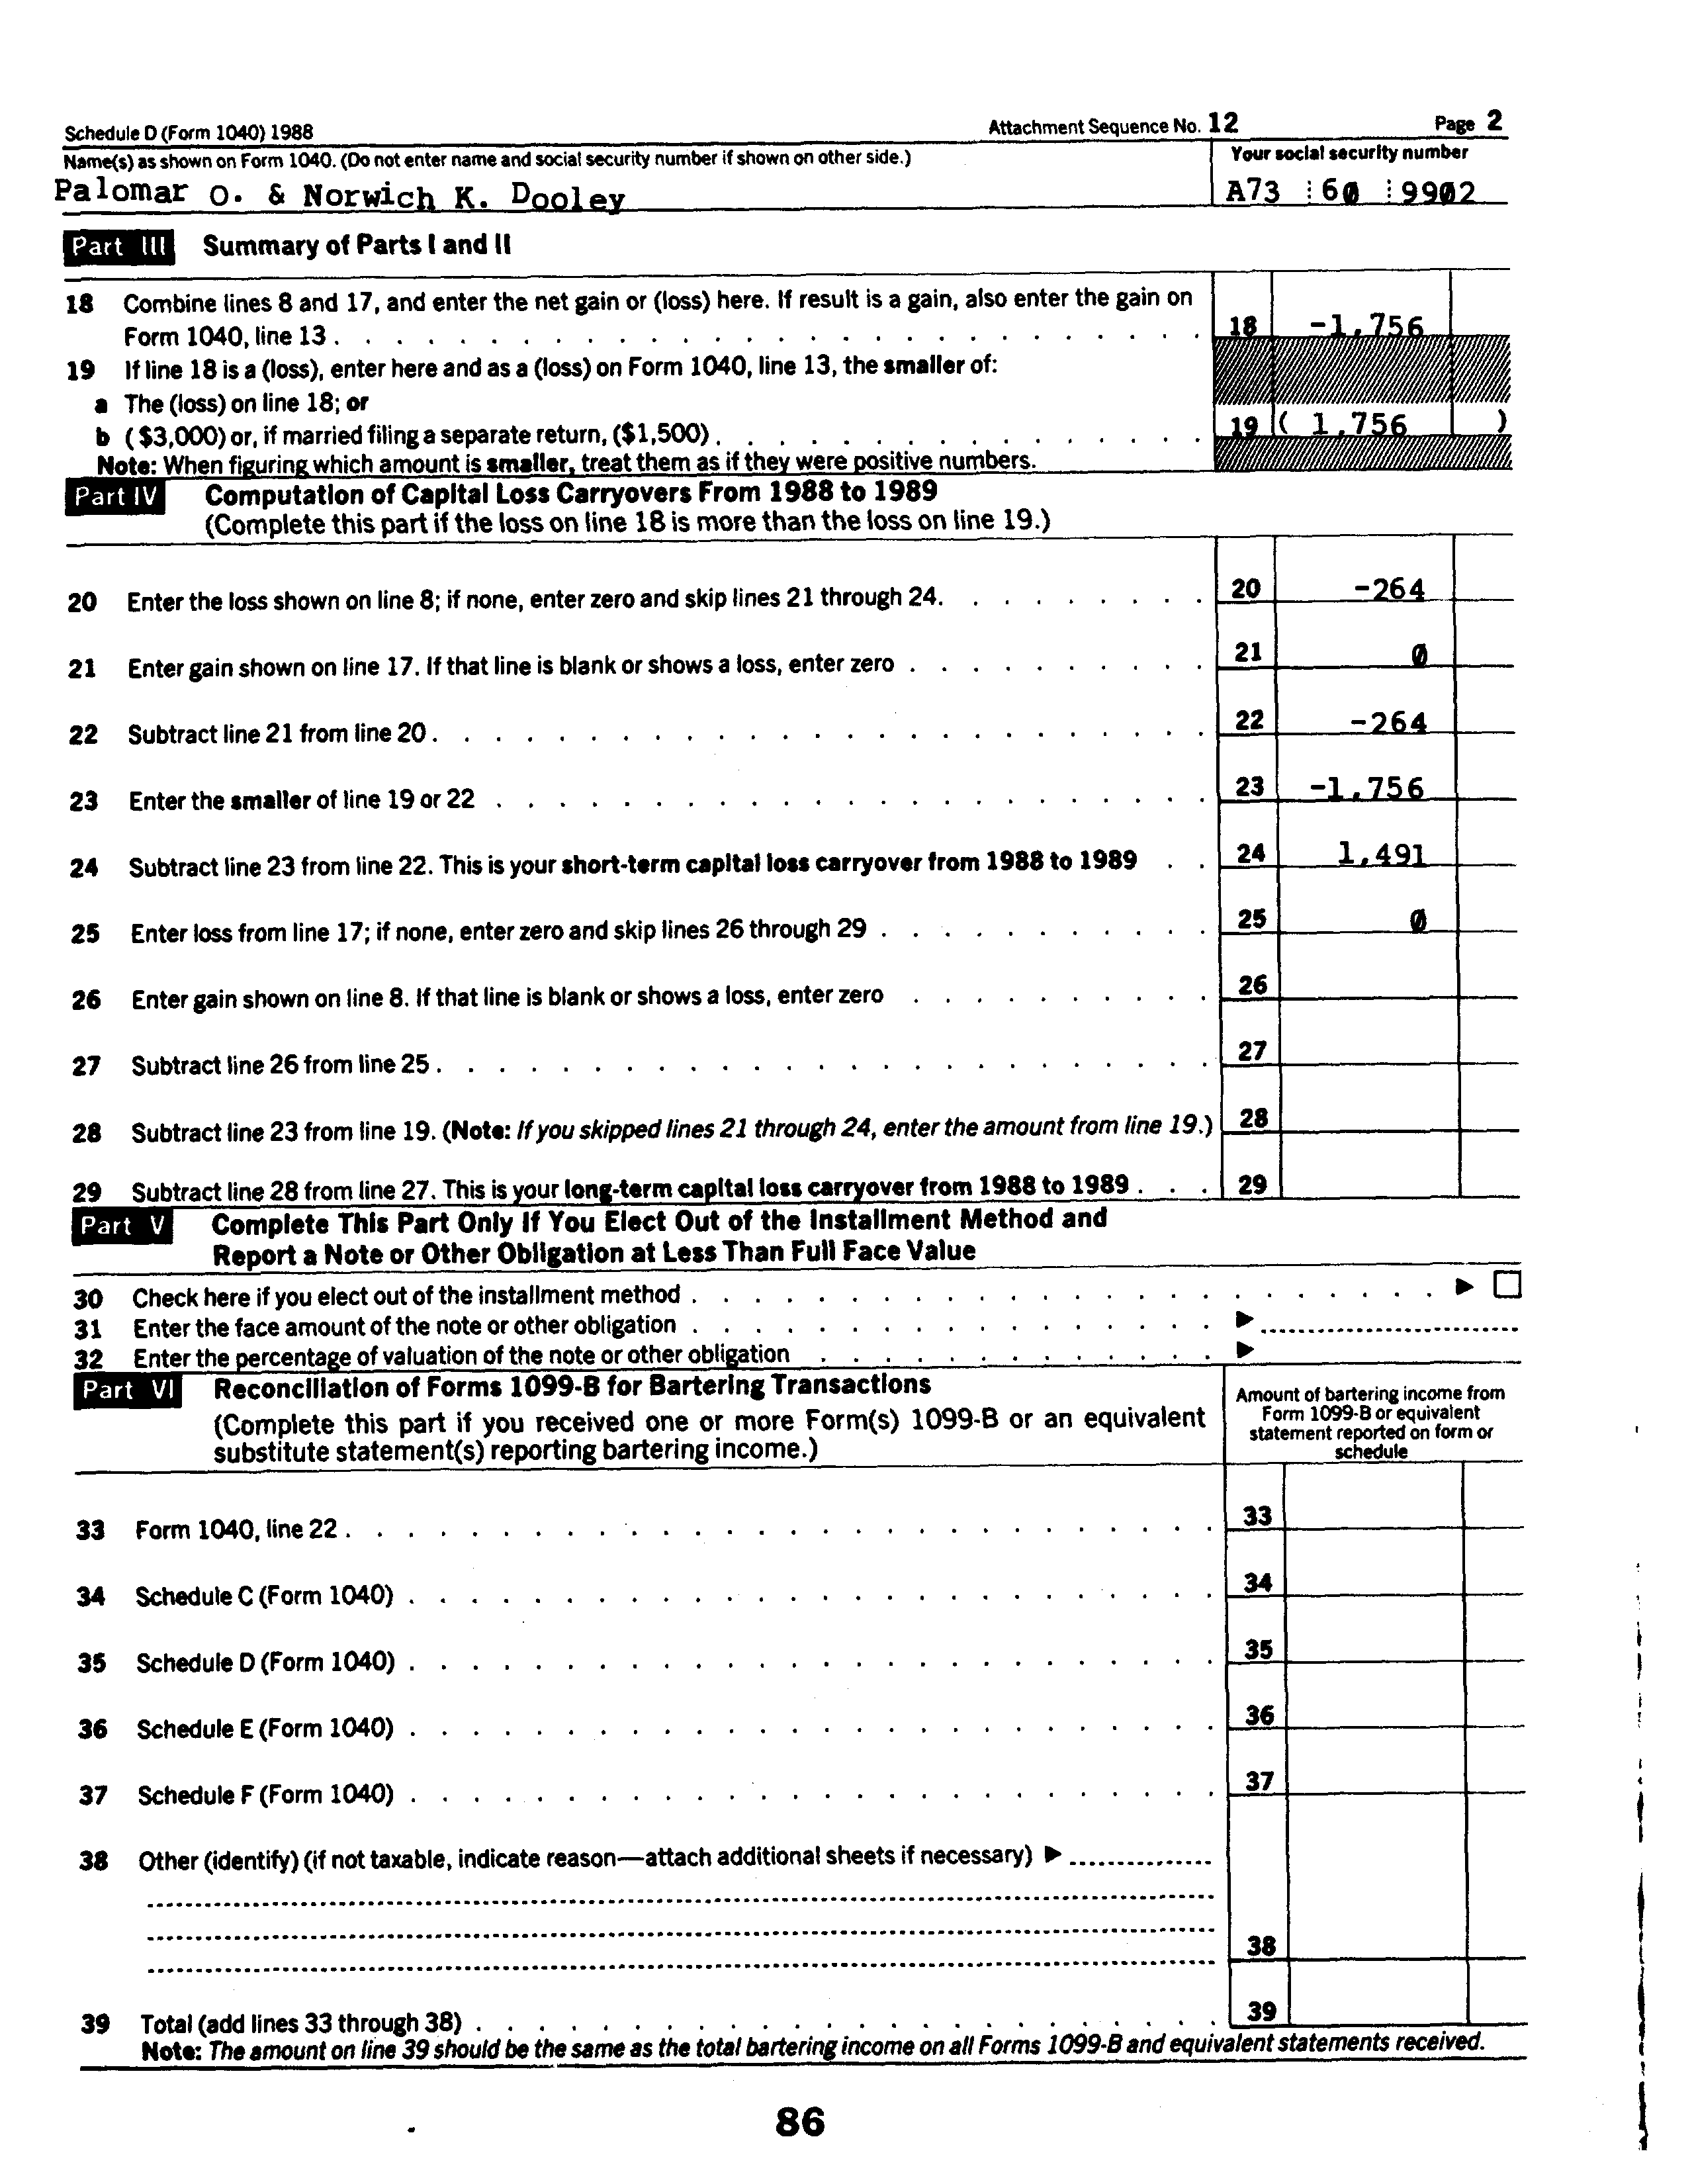 Schedule D (Form 1040) 1988 Attachment Sequence No. 12 Page 2
Name(s) as shown on Form 1040. (Do not enter name and social security number if shown on other side.) Your social security number
Palomar O. & Norwich K. Dooley A73 60 9902
Part III Summary of Parts I and II
18 Combine lines 8 and 17, and enter the net gain or (loss) here. If result is a gain, also enter the gain on
Form 1040, line 13 . . . . . . . . . . . . . . . . . . . . . . . . . . . . 18 -1,756
19 If line 18 is a (loss), enter here and as a (loss) on Form 1040, line 13, the smaller of:
a The (loss) on line 18; or
b ($3,000) or, if married filing a separate return, ($1,500) . . . . . . . . . . . . . . . . 19 ( 1,756 )
Note: When figuring which amount is smaller, treat them as if they were positive numbers.
Part IV Computation of Capital Loss Carryovers From 1988 to 1989
(Complete this part if the loss on line 18 is more than the loss on line 19.)
20 Enter the loss shown on line 8; if none, enter zero and skip lines 21 through 24. . . . . . . . . 20 -264
21 Enter gain shown on line 17. If that line is blank or shows a loss, enter zero . . . . . . . . . . 21 0
22 Subtract line 21 from line 20 . . . . . . . . . . . . . . . . . . . . . . . . . 22 -264
23 Enter the smaller of line 19 or 22 . . . . . . . . . . . . . . . . . . . . . . . 23 -1,756
24 Subtract line 23 from line 22. This is your short-term capital loss carryover from 1988 to 1989 . . 24 1,491
25 Enter loss from line 17; if none, enter zero and skip lines 26 through 29 . . . . . . . . . . . 25 0
26 Enter gain shown on line 8. If that line is blank or shows a loss, enter zero . . . . . . . . . . 26
27 Subtract line 26 from line 25 . . . . . . . . . . . . . . . . . . . . . . . . . 27
28 Subtract line 23 from line 19. (Note: If you skipped lines 21 through 24, enter the amount from line 19.) 28
29 Subtract line 28 from line 27. This is your long-term capital loss carryover from 1988 to 1989 . . . 29
Part V Complete This Part Only If You Elect Out of the Installment Method and
Report a Note or Other Obligation at Less Than Full Face Value
30 Check here if you elect out of the installment method . . . . . . . . . . . . . . . . . . . . . . . . ▶ ☐
31 Enter the face amount of the note or other obligation . . . . . . . . . . . . . . . . . ▶
32 Enter the percentage of valuation of the note or other obligation . . . . . . . . . . . . . ▶
Part VI Reconciliation of Forms 1099-B for Bartering Transactions
(Complete this part if you received one or more Form(s) 1099-B or an equivalent
substitute statement(s) reporting bartering income.)
Amount of bartering income from
Form 1099-B or equivalent
statement reported on form or
schedule
33 Form 1040, line 22 . . . . . . . . . . . . . . . . . . . . . . . . . . . . 33
34 Schedule C (Form 1040) . . . . . . . . . . . . . . . . . . . . . . . . . . 34
35 Schedule D (Form 1040) . . . . . . . . . . . . . . . . . . . . . . . . . . 35
36 Schedule E (Form 1040) . . . . . . . . . . . . . . . . . . . . . . . . . . 36
37 Schedule F (Form 1040) . . . . . . . . . . . . . . . . . . . . . . . . . . 37
38 Other (identify) (if not taxable, indicate reason—attach additional sheets if necessary) ▶
38
39 Total (add lines 33 through 38) . . . . . . . . . . . . . . . . . . . . . . . . 39
Note: The amount on line 39 should be the same as the total bartering income on all Forms 1099-B and equivalent statements received.
86